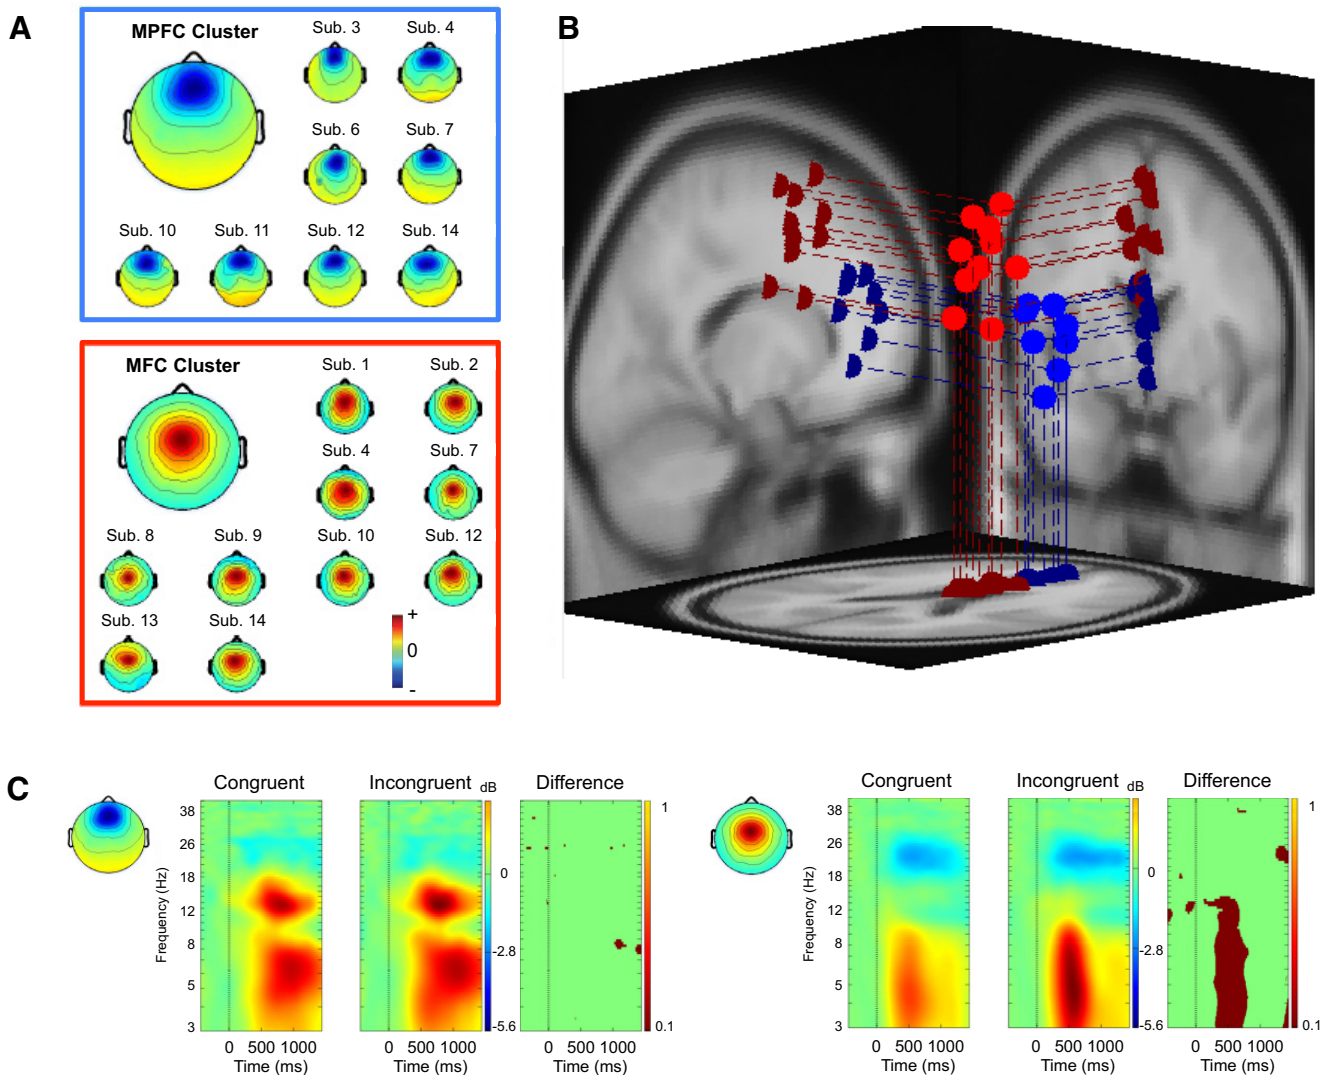 A
MPFC Cluster
Sub. 3
Sub. 4
Sub. 6
Sub. 7
Sub. 10
Sub. 11
Sub. 12
Sub. 14
MFC Cluster
Sub. 1
Sub. 2
Sub. 4
Sub. 7
Sub. 8
Sub. 9
Sub. 10
Sub. 12
Sub. 13
Sub. 14
+
0
-
B
C
Congruent
Incongruent
dB
Difference
Frequency (Hz)
38
26
18
12
8
5
3
0
-2.8
-5.6
1
0.1
0 500 1000
0 500 1000
0 500 1000
Time (ms)
Time (ms)
Time (ms)
Congruent
Incongruent
dB
Difference
Frequency (Hz)
38
26
18
12
8
5
3
0
-2.8
-5.6
1
0.1
0 500 1000
0 500 1000
0 500 1000
Time (ms)
Time (ms)
Time (ms)